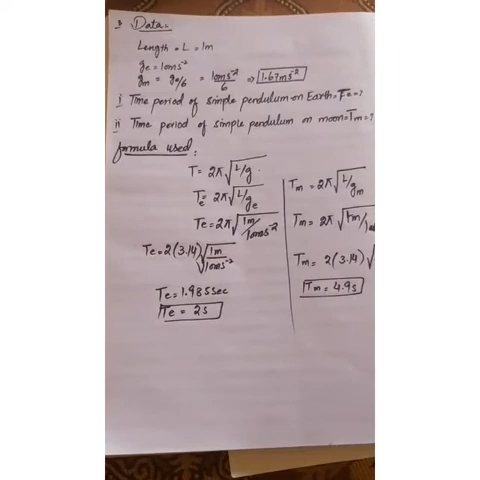 3 Data:
Length = L = 1m
ge = 10ms⁻²
gm = ge/6 = 10ms⁻²/6 ⇒ 1.67ms⁻²
i Time period of simple pendulum on Earth = Te = ?
ii Time period of simple pendulum on moon = Tm = ?
formula used:
T = 2π√L/g
Te = 2π√L/ge
Te = 2π√1m/10ms⁻²
Te = 2(3.14)√1m/10ms⁻²
Te = 1.985sec
Te = 2s
Tm = 2π√L/gm
Tm = 2π√1m/
Tm = 2(3.14)√
Tm = 4.9s